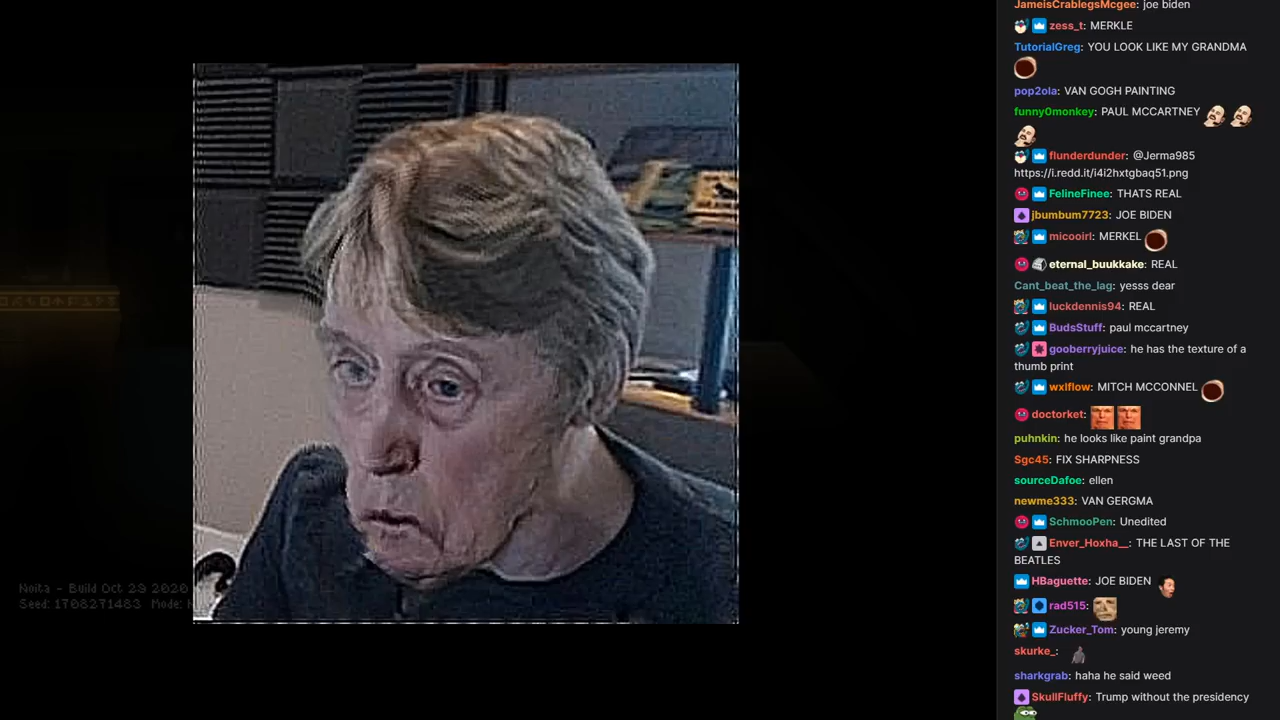 JameisCrablegsMcgee: joe biden
zess_t: MERKLE
TutorialGreg: YOU LOOK LIKE MY GRANDMA
pop2ola: VAN GOGH PAINTING
funny0monkey: PAUL MCCARTNEY
flunderdunder: @Jerma985
https://i.redd.it/i4i2hxtgbaq51.png
FelineFinee: THATS REAL
jbumbum7723: JOE BIDEN
micooirl: MERKEL
eternal_buukkake: REAL
Cant_beat_the_lag: yesss dear
luckdennis94: REAL
BudsStuff: paul mccartney
gooberryjuice: he has the texture of a
thumb print
wxlflow: MITCH MCCONNEL
doctorket:
puhnkin: he looks like paint grandpa
Sgc45: FIX SHARPNESS
sourceDafoe: ellen
newme333: VAN GERGMA
SchmooPen: Unedited
Enver_Hoxha__: THE LAST OF THE
BEATLES
HBaguette: JOE BIDEN
rad515:
Zucker_Tom: young jeremy
skurke_:
sharkgrab: haha he said weed
SkullFluffy: Trump without the presidency
Noita - Build Oct 29 2020
Seed: 1708271483 Mode: